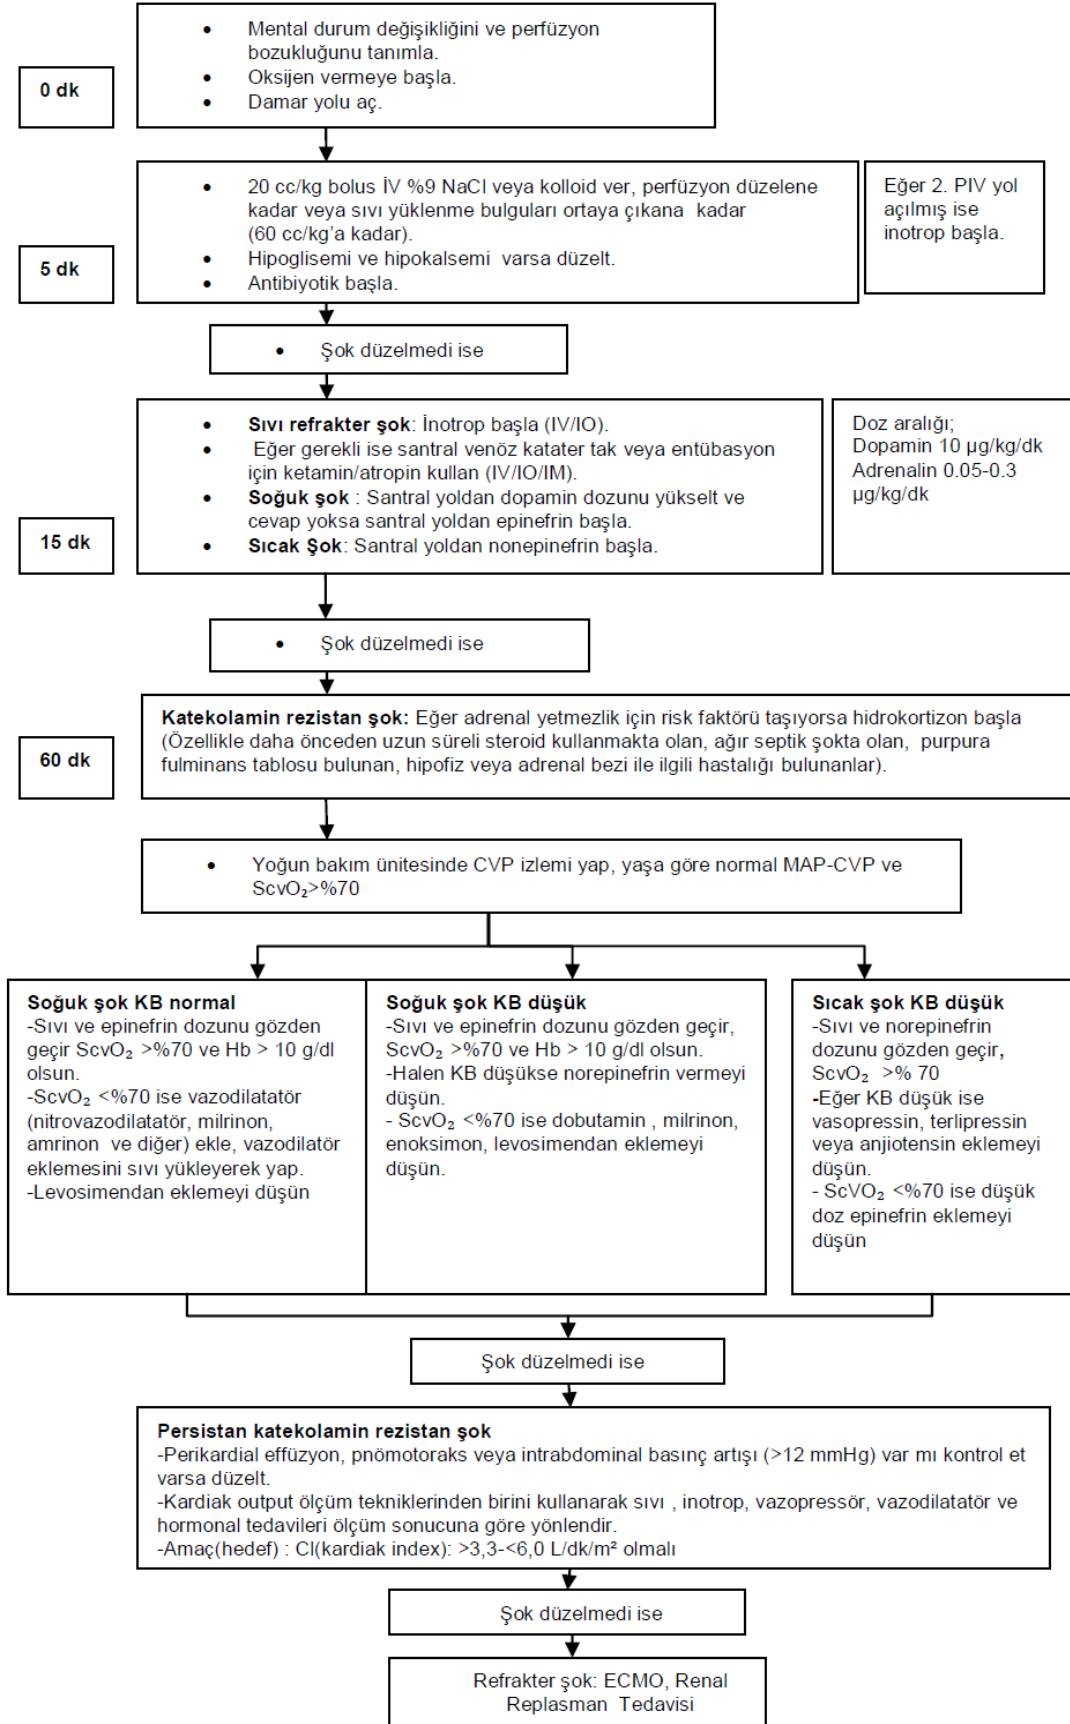 • Mental durum değişikliğini ve perfüzyon
bozukluğunu tanımla.
• Oksijen vermeye başla.
• Damar yolu aç.
0 dk
• 20 cc/kg bolus İV %9 NaCl veya kolloid ver, perfüzyon düzelene
kadar veya sıvı yüklenme bulguları ortaya çıkana kadar
(60 cc/kg’a kadar).
• Hipoglisemi ve hipokalsemi varsa düzelt.
• Antibiyotik başla.
5 dk
Eğer 2. PIV yol
açılmış ise
inotrop başla.
• Şok düzelmedi ise
• Sıvı refrakter şok: İnotrop başla (IV/IO).
• Eğer gerekli ise santral venöz katater tak veya entübasyon
için ketamin/atropin kullan (IV/IO/IM).
• Soğuk şok : Santral yoldan dopamin dozunu yükselt ve
cevap yoksa santral yoldan epinefrin başla.
• Sıcak Şok: Santral yoldan nonepinefrin başla.
15 dk
Doz aralığı;
Dopamin 10 µg/kg/dk
Adrenalin 0.05-0.3
µg/kg/dk
• Şok düzelmedi ise
Katekolamin rezistan şok: Eğer adrenal yetmezlik için risk faktörü taşıyorsa hidrokortizon başla
(Özellikle daha önceden uzun süreli steroid kullanmakta olan, ağır septik şokta olan, purpura
fulminans tablosu bulunan, hipofiz veya adrenal bezi ile ilgili hastalığı bulunanlar).
60 dk
• Yoğun bakım ünitesinde CVP izlemi yap, yaşa göre normal MAP-CVP ve
ScvO₂>%70
Soğuk şok KB normal
-Sıvı ve epinefrin dozunu gözden
geçir ScvO₂ >%70 ve Hb > 10 g/dl
olsun.
-ScvO₂ <%70 ise vazodilatatör
(nitrovazodilatatör, milrinon,
amrinon ve diğer) ekle, vazodilatör
eklemesini sıvı yükleyerek yap.
-Levosimendan eklemeyi düşün
Soğuk şok KB düşük
-Sıvı ve epinefrin dozunu gözden geçir,
ScvO₂ >%70 ve Hb > 10 g/dl olsun.
-Halen KB düşükse norepinefrin vermeyi
düşün.
- ScvO₂ <%70 ise dobutamin , milrinon,
enoksimon, levosimendan eklemeyi
düşün.
Sıcak şok KB düşük
-Sıvı ve norepinefrin
dozunu gözden geçir,
ScvO₂ >% 70
-Eğer KB düşük ise
vasopressin, terlipressin
veya anjiotensin eklemeyi
düşün.
- ScVO₂ <%70 ise düşük
doz epinefrin eklemeyi
düşün
Şok düzelmedi ise
Persistan katekolamin rezistan şok
-Perikardial effüzyon, pnömotoraks veya intrabdominal basınç artışı (>12 mmHg) var mı kontrol et
varsa düzelt.
-Kardiak output ölçüm tekniklerinden birini kullanarak sıvı , inotrop, vazopressör, vazodilatatör ve
hormonal tedavileri ölçüm sonucuna göre yönlendir.
-Amaç(hedef) : CI(kardiak index): >3,3-<6,0 L/dk/m² olmalı
Şok düzelmedi ise
Refrakter şok: ECMO, Renal
Replasman Tedavisi